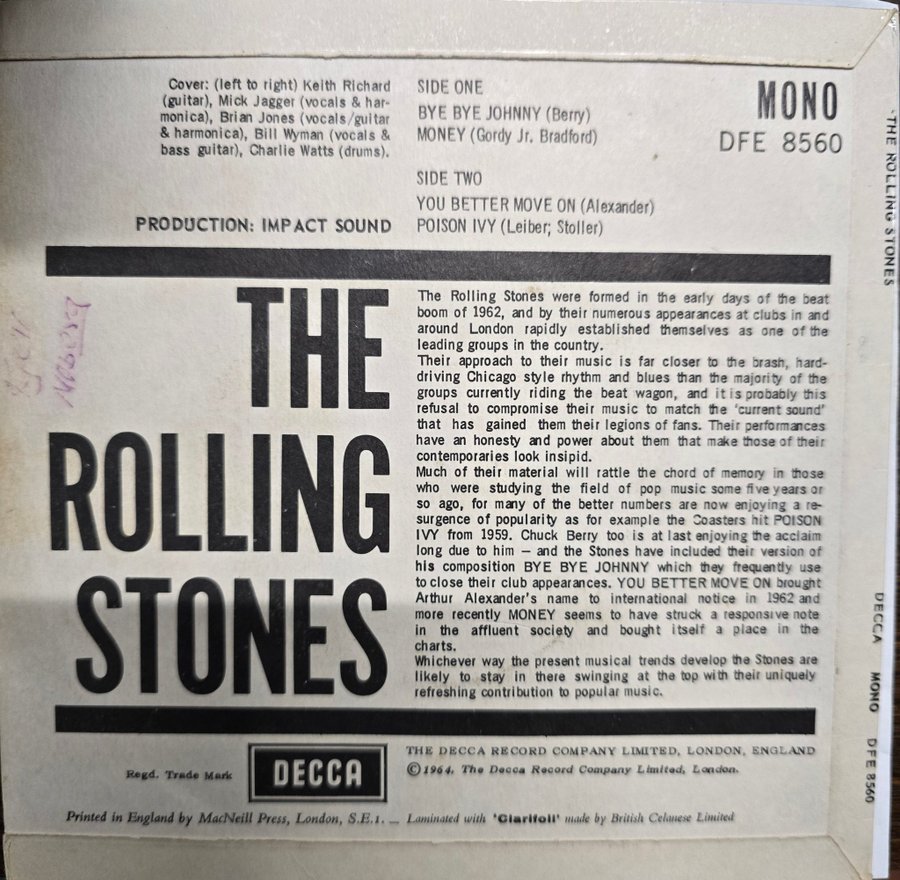 Cover: (left to right) Keith Richard
(guitar), Mick Jagger (vocals & har-
monica), Brian Jones (vocals/guitar
& harmonica), Bill Wyman (vocals &
bass guitar), Charlie Watts (drums).
PRODUCTION: IMPACT SOUND
SIDE ONE
BYE BYE JOHNNY (Berry)
MONEY (Gordy Jr. Bradford)
SIDE TWO
YOU BETTER MOVE ON (Alexander)
POISON IVY (Leiber; Stoller)
MONO
DFE 8560
THE
ROLLING
STONES
The Rolling Stones were formed in the early days of the beat
boom of 1962, and by their numerous appearances at clubs in and
around London rapidly established themselves as one of the
leading groups in the country.
Their approach to their music is far closer to the brash, hard-
driving Chicago style rhythm and blues than the majority of the
groups currently riding the beat wagon, and it is probably this
refusal to compromise their music to match the 'current sound'
that has gained them their legions of fans. Their performances
have an honesty and power about them that make those of their
contemporaries look insipid.
Much of their material will rattle the chord of memory in those
who were studying the field of pop music some five years or
so ago, for many of the better numbers are now enjoying a re-
surgence of popularity as for example the Coasters hit POISON
IVY from 1959. Chuck Berry too is at last enjoying the acclaim
long due to him — and the Stones have included their version of
his composition BYE BYE JOHNNY which they frequently use
to close their club appearances. YOU BETTER MOVE ON brought
Arthur Alexander's name to international notice in 1962 and
more recently MONEY seems to have struck a responsive note
in the affluent society and bought itself a place in the
charts.
Whichever way the present musical trends develop the Stones are
likely to stay in there swinging at the top with their uniquely
refreshing contribution to popular music.
Regd. Trade Mark
DECCA
THE DECCA RECORD COMPANY LIMITED, LONDON, ENGLAND
©1964, The Decca Record Company Limited, London.
Printed in England by MacNeill Press, London, S.E.1. — Laminated with 'Clarifoil' made by British Celanese Limited
THE ROLLING STONES
DECCA MONO DFE 8560